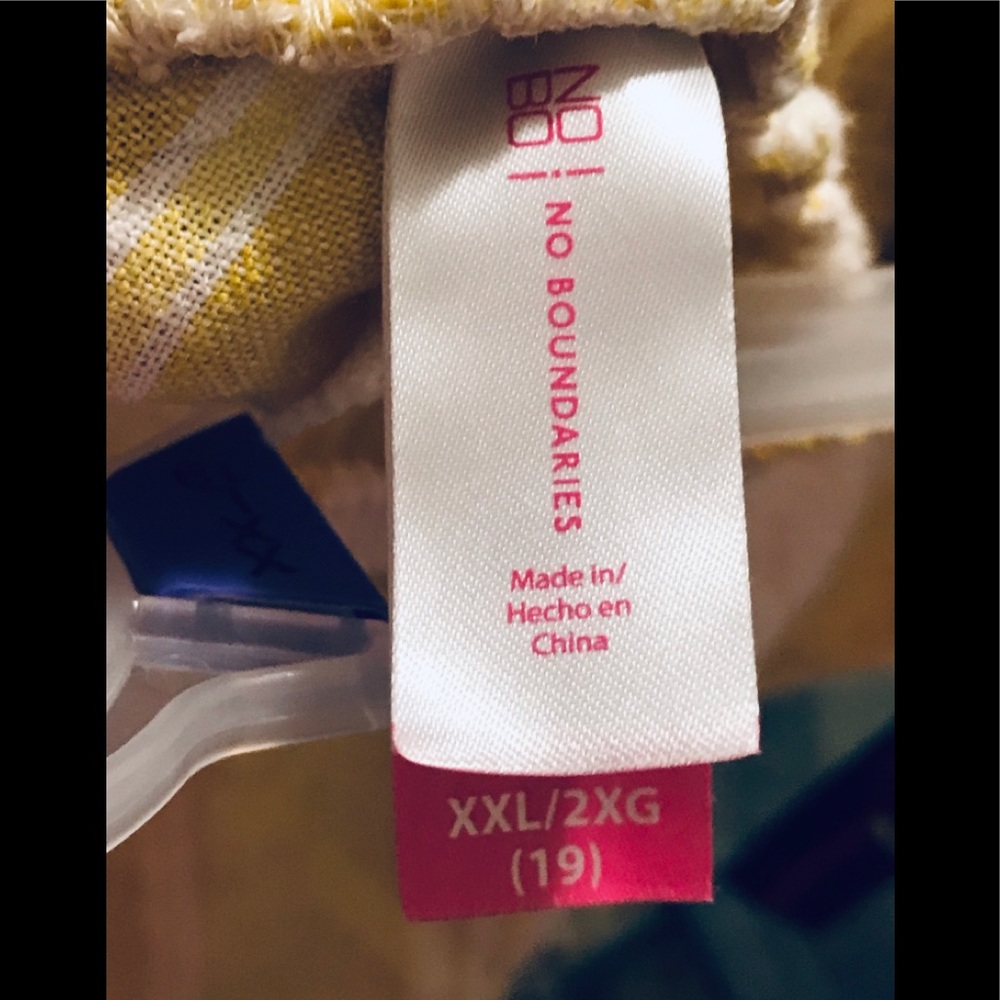 NO
BO
NO BOUNDARIES
Made in/
Hecho en
China
XXL/2XG
(19)